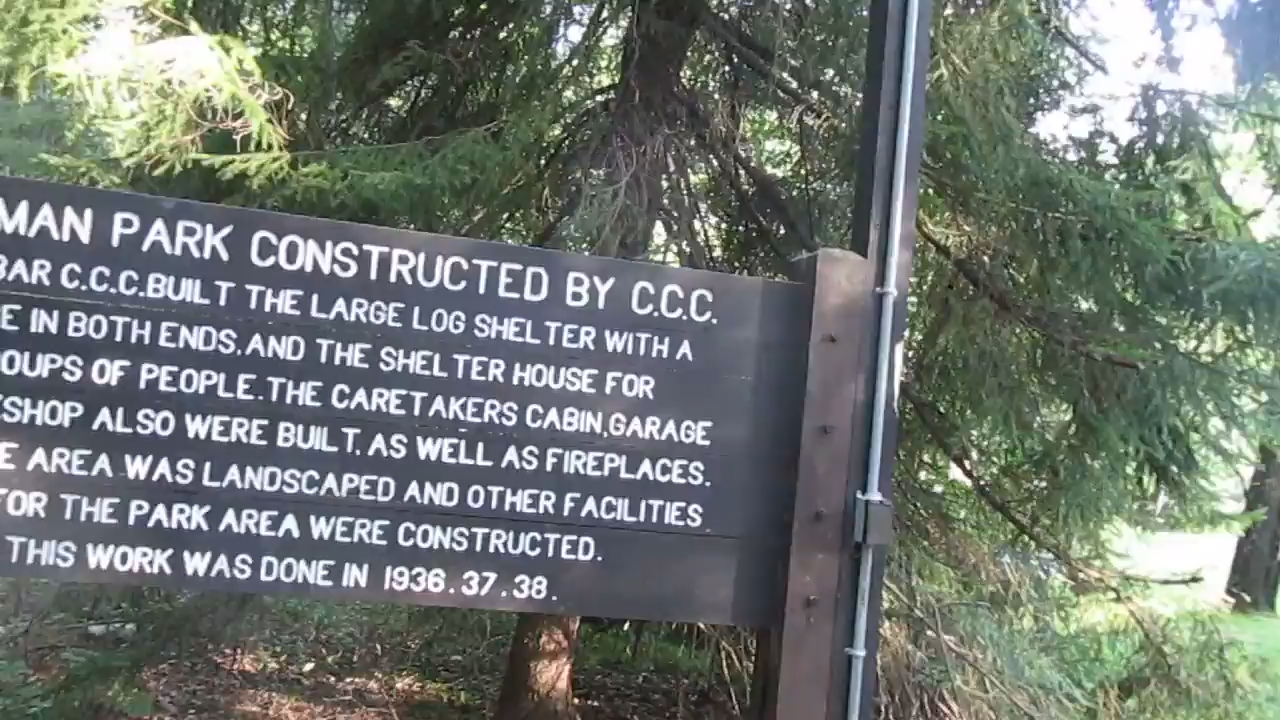 MAN PARK CONSTRUCTED BY C.C.C.
BAR C.C.C.BUILT THE LARGE LOG SHELTER WITH A
E IN BOTH ENDS,AND THE SHELTER HOUSE FOR
OUPS OF PEOPLE.THE CARETAKERS CABIN,GARAGE
SHOP ALSO WERE BUILT, AS WELL AS FIREPLACES.
E AREA WAS LANDSCAPED AND OTHER FACILITIES
FOR THE PARK AREA WERE CONSTRUCTED.
THIS WORK WAS DONE IN 1936.37.38.